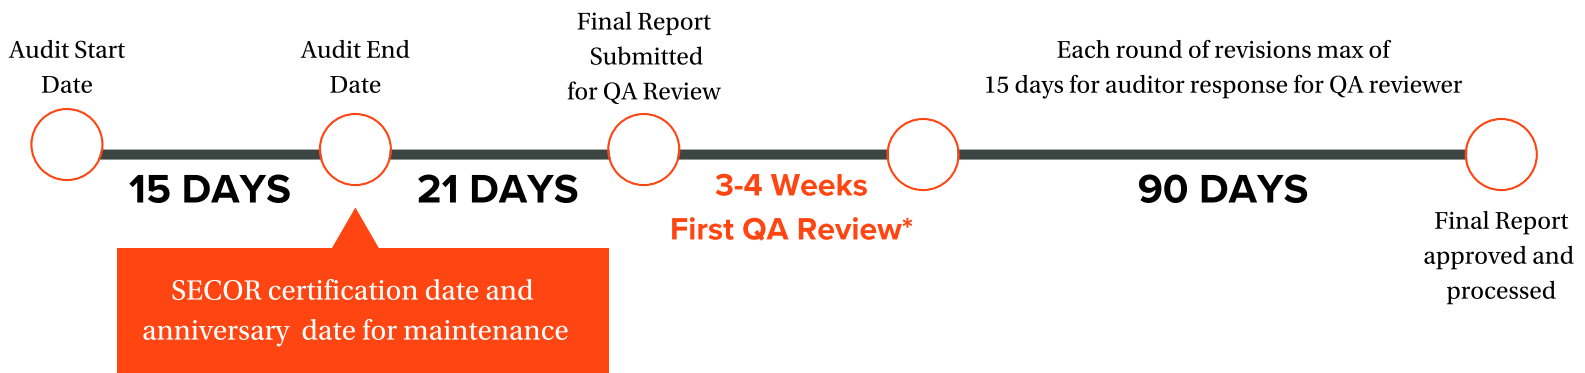 Audit Start
Date
Audit End
Date
Final Report
Submitted
for QA Review
Each round of revisions max of
15 days for auditor response for QA reviewer
15 DAYS
21 DAYS
3-4 Weeks
First QA Review*
90 DAYS
Final Report
approved and
processed
SECOR certification date and
anniversary date for maintenance